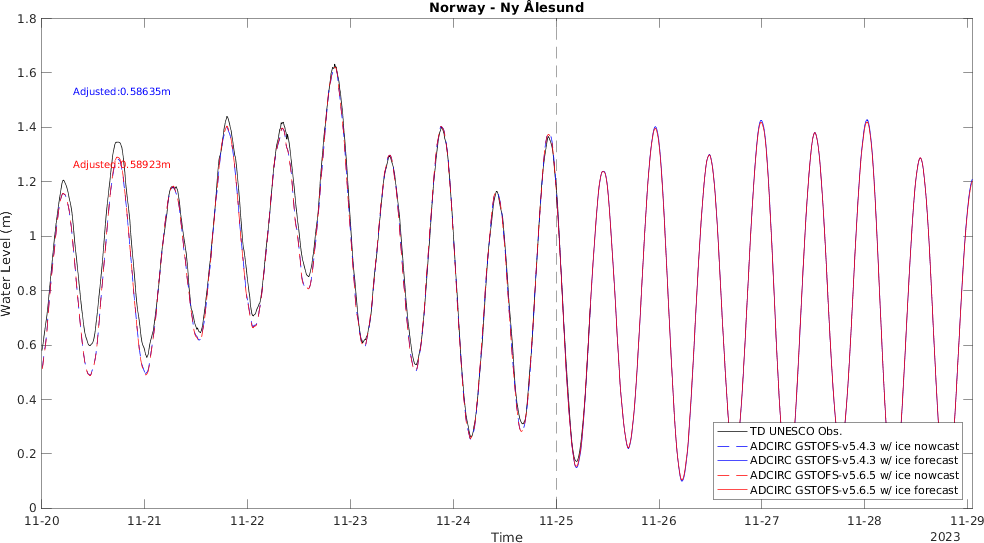 Norway - Ny Ålesund
1.8
1.6
1.4
1.2
1
0.8
0.6
0.4
0.2
0
Water Level (m)
Adjusted:0.58635m
Adjusted:0.58923m
TD UNESCO Obs.
ADCIRC GSTOFS-v5.4.3 w/ ice nowcast
ADCIRC GSTOFS-v5.4.3 w/ ice forecast
ADCIRC GSTOFS-v5.6.5 w/ ice nowcast
ADCIRC GSTOFS-v5.6.5 w/ ice forecast
11-20 11-21 11-22 11-23 11-24 11-25 11-26 11-27 11-28 11-29
Time
2023